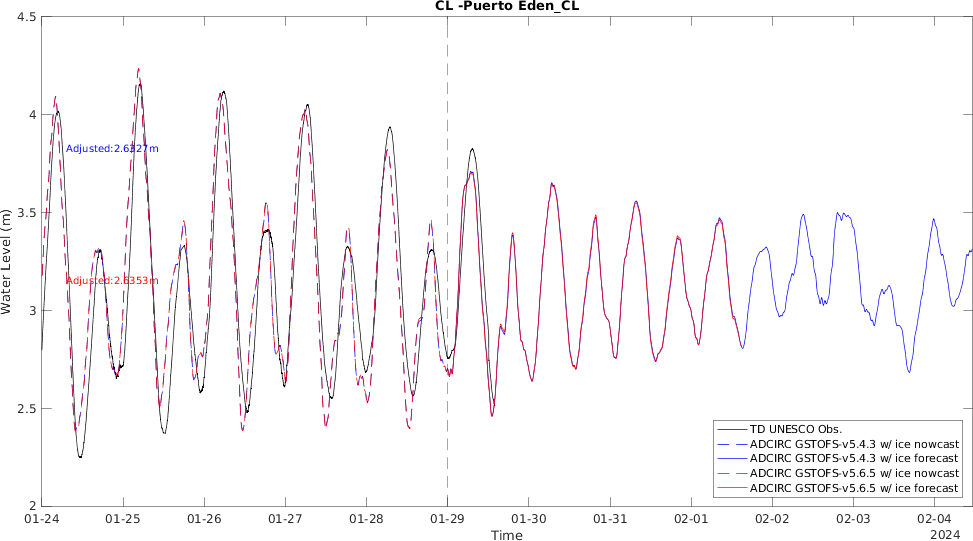 CL -Puerto Eden_CL
4.5
4
3.5
3
2.5
2
Water Level (m)
Adjusted:2.6327m
Adjusted:2.6353m
TD UNESCO Obs.
ADCIRC GSTOFS-v5.4.3 w/ ice nowcast
ADCIRC GSTOFS-v5.4.3 w/ ice forecast
ADCIRC GSTOFS-v5.6.5 w/ ice nowcast
ADCIRC GSTOFS-v5.6.5 w/ ice forecast
01-24 01-25 01-26 01-27 01-28 01-29 01-30 01-31 02-01 02-02 02-03 02-04
Time
2024